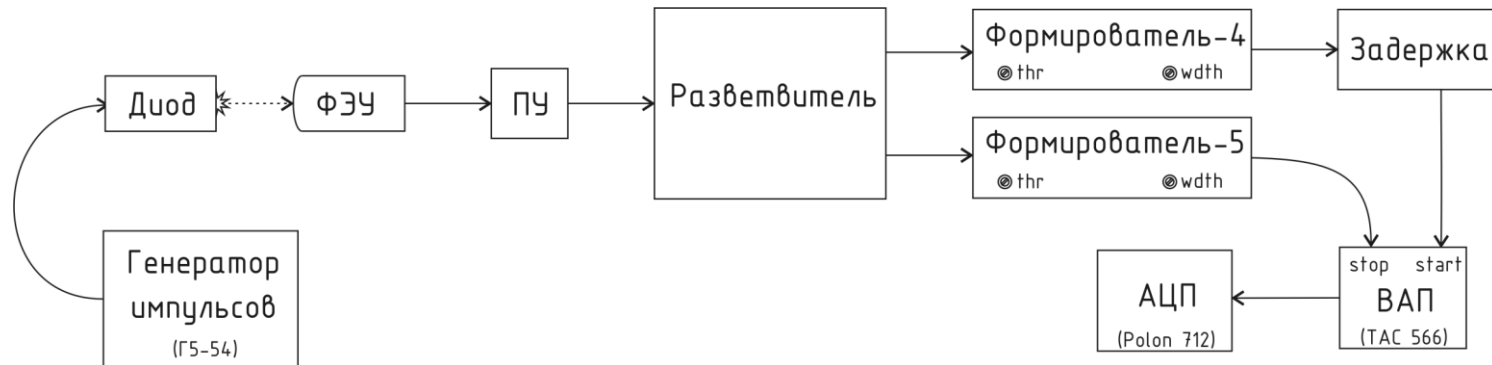 Диод
ФЭУ
ПУ
Разветвитель
Формирователь-4
thr wdth
Задержка
Формирователь-5
thr wdth
Генератор
импульсов
(Г5-54)
АЦП
(Polon 712)
stop start
ВАП
(TAC 566)